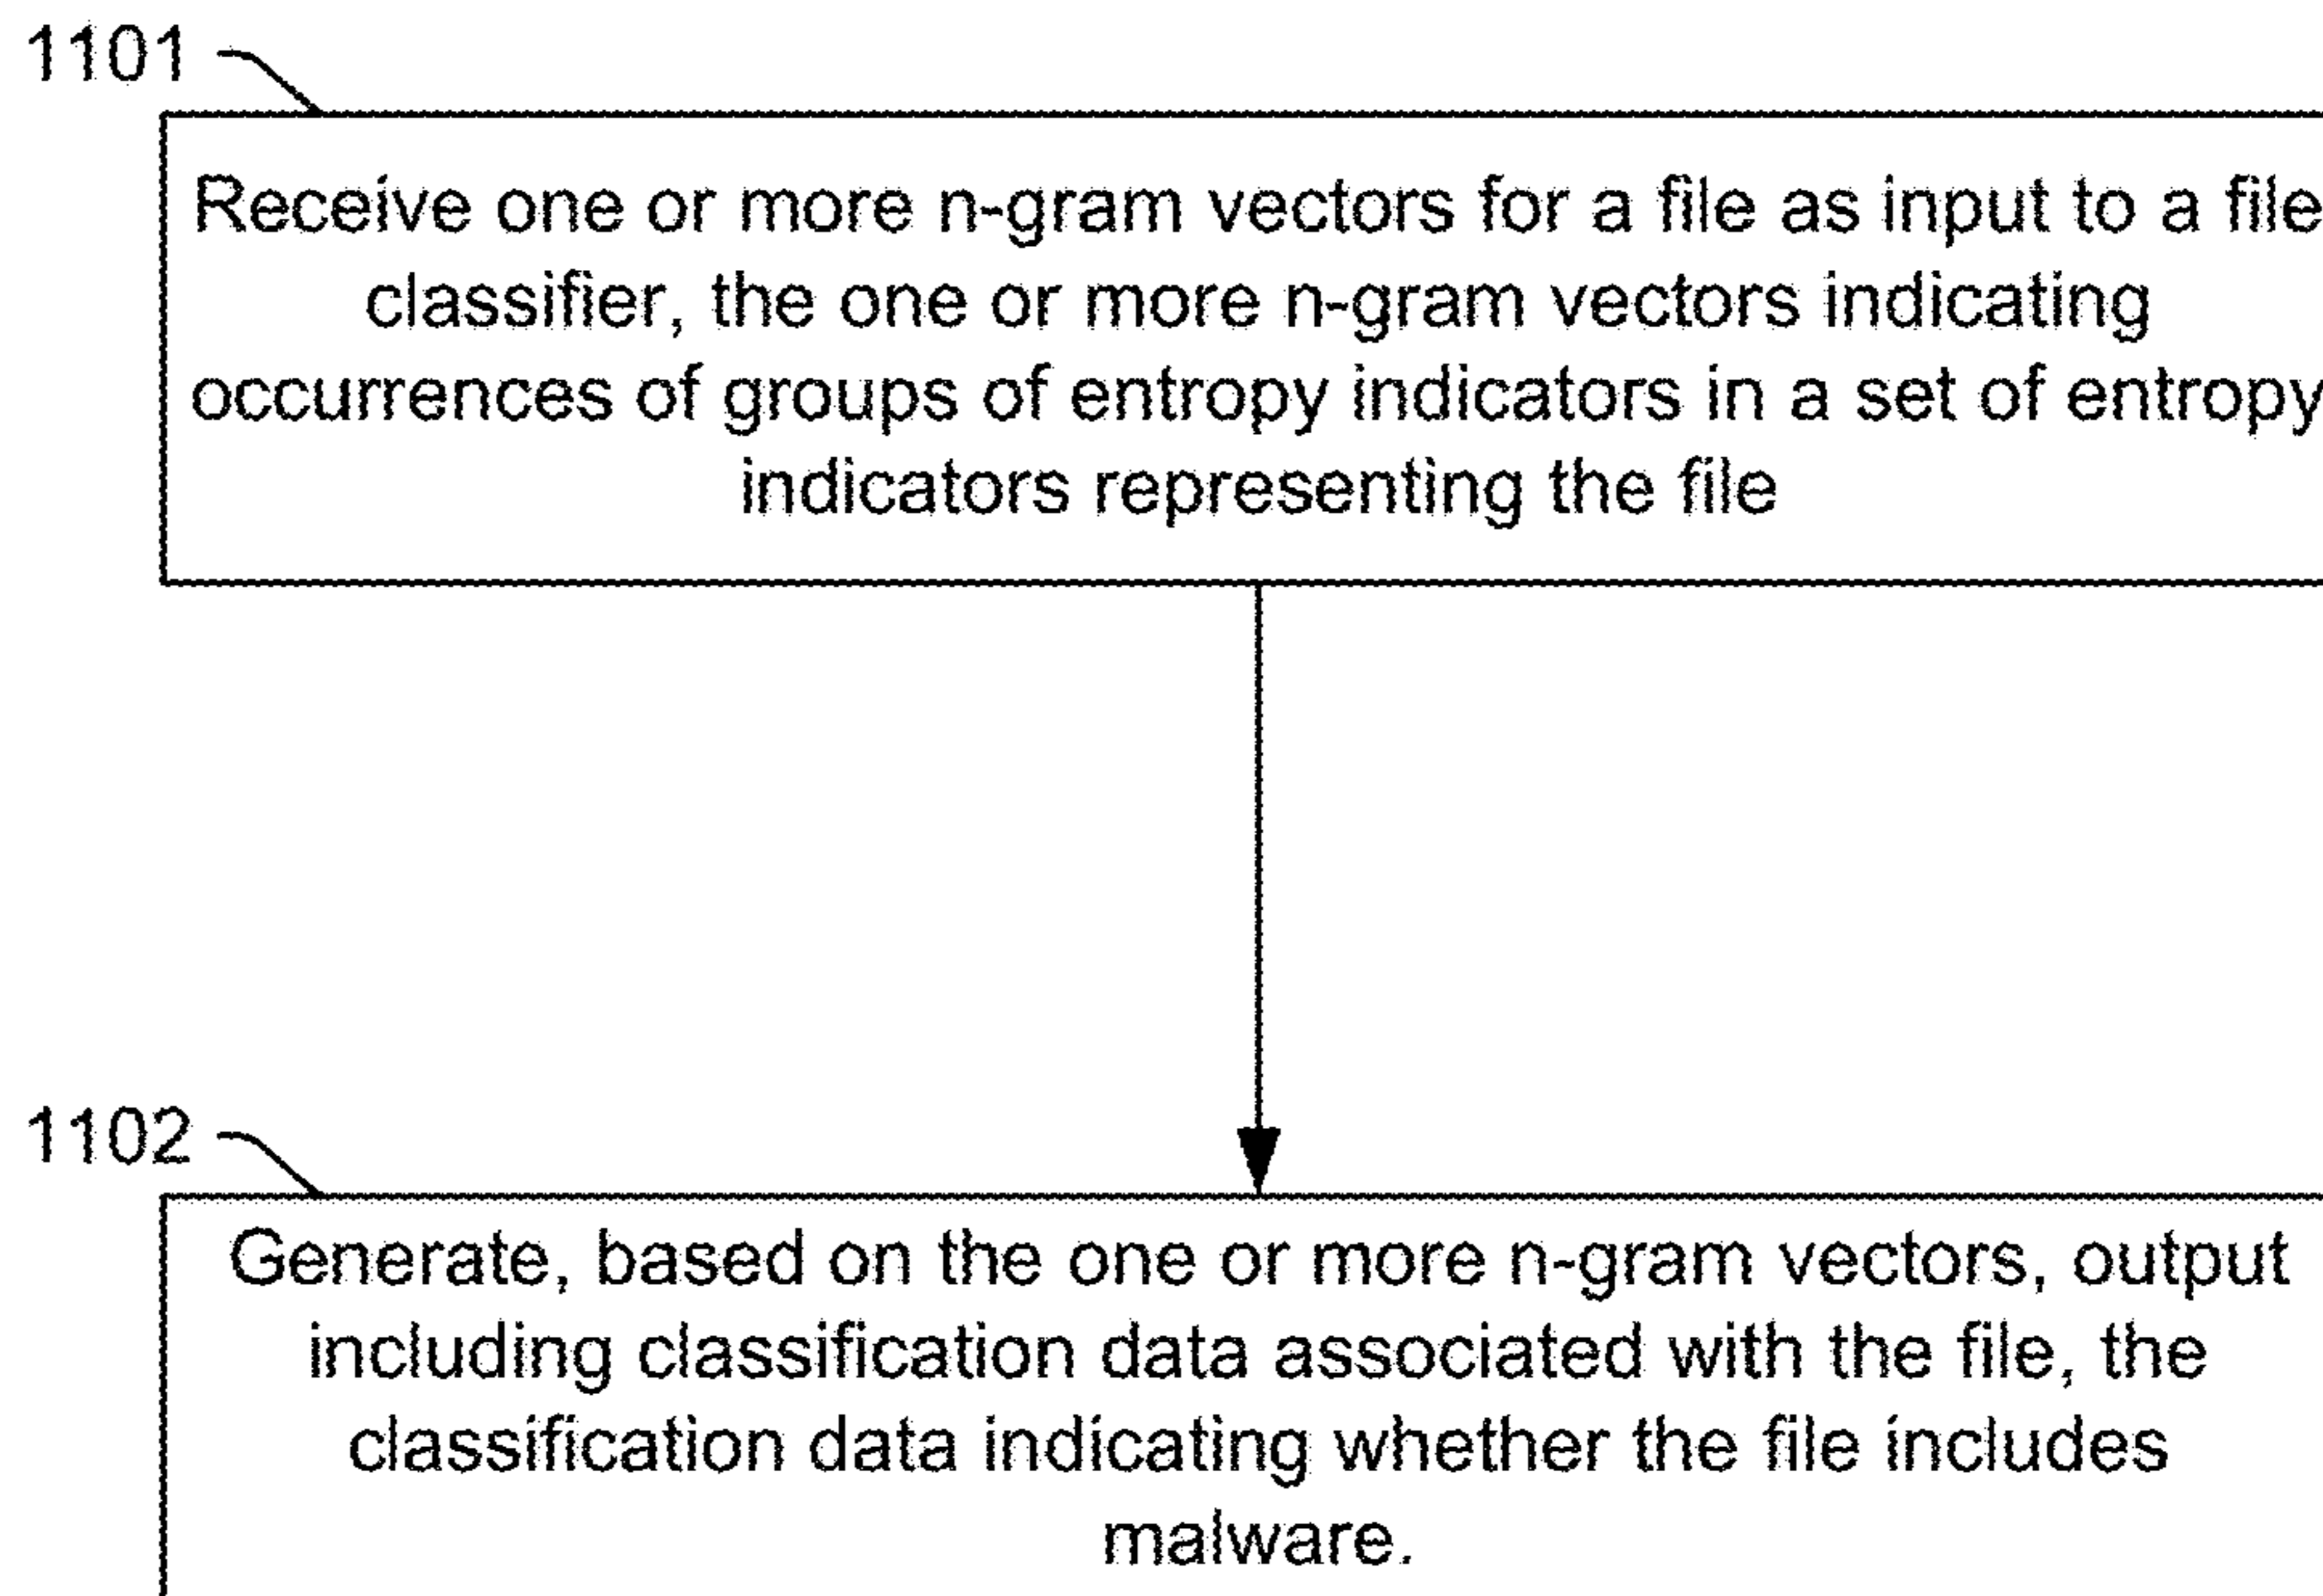 1101
Receive one or more n-gram vectors for a file as input to a file
classifier, the one or more n-gram vectors indicating
occurrences of groups of entropy indicators in a set of entropy
indicators representing the file
1102
Generate, based on the one or more n-gram vectors, output
including classification data associated with the file, the
classification data indicating whether the file includes
malware.